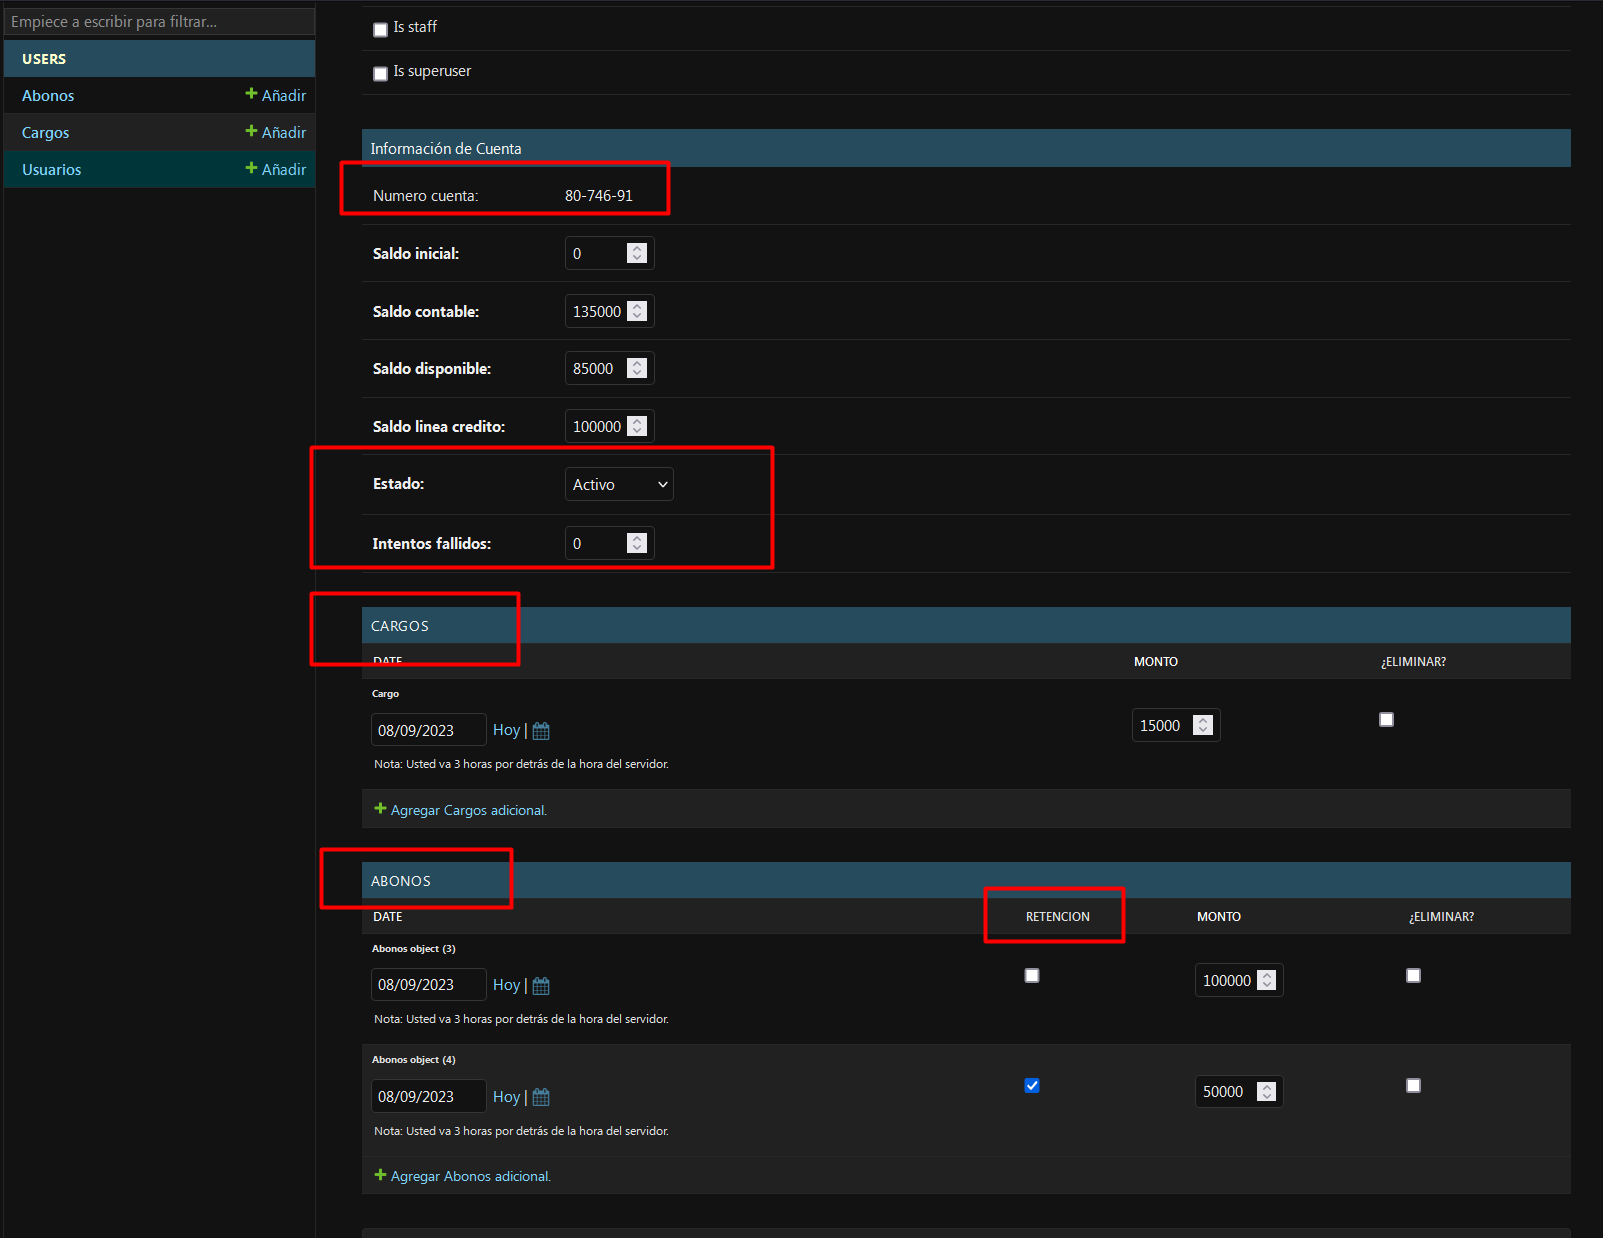 Empiece a escribir para filtrar...
USERS
Abonos + Añadir
Cargos + Añadir
Usuarios + Añadir
Is staff
Is superuser
Información de Cuenta
Numero cuenta: 80-746-91
Saldo inicial: 0
Saldo contable: 135000
Saldo disponible: 85000
Saldo linea credito: 100000
Estado: Activo
Intentos fallidos: 0
CARGOS
DATE MONTO ¿ELIMINAR?
Cargo
08/09/2023 Hoy | 15000
Nota: Usted va 3 horas por detrás de la hora del servidor.
+ Agregar Cargos adicional.
ABONOS
DATE RETENCION MONTO ¿ELIMINAR?
Abonos object (3)
08/09/2023 Hoy | 100000
Nota: Usted va 3 horas por detrás de la hora del servidor.
Abonos object (4)
08/09/2023 Hoy | 50000
Nota: Usted va 3 horas por detrás de la hora del servidor.
+ Agregar Abonos adicional.